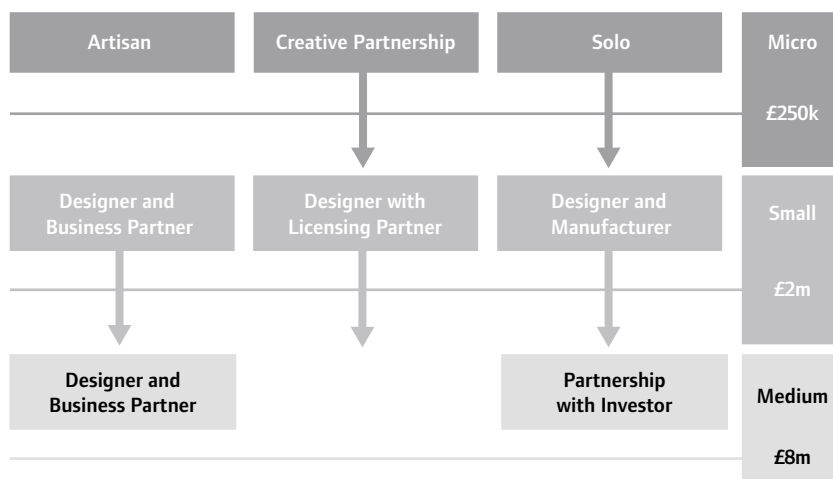 Artisan
Creative Partnership
Solo
Micro
£250k
Designer and
Business Partner
Designer with
Licensing Partner
Designer and
Manufacturer
Small
£2m
Designer and
Business Partner
Partnership
with Investor
Medium
£8m